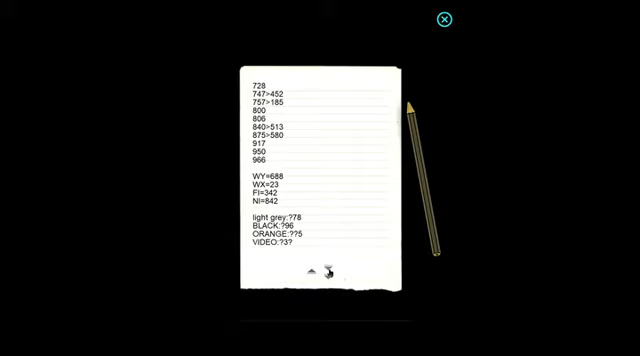 728
747>452
757>185
800
806
840>513
875>580
917
950
966
WY=688
WX=23
FI=342
NI=842
light grey:?78
BLACK:?96
ORANGE:??5
VIDEO:?3?